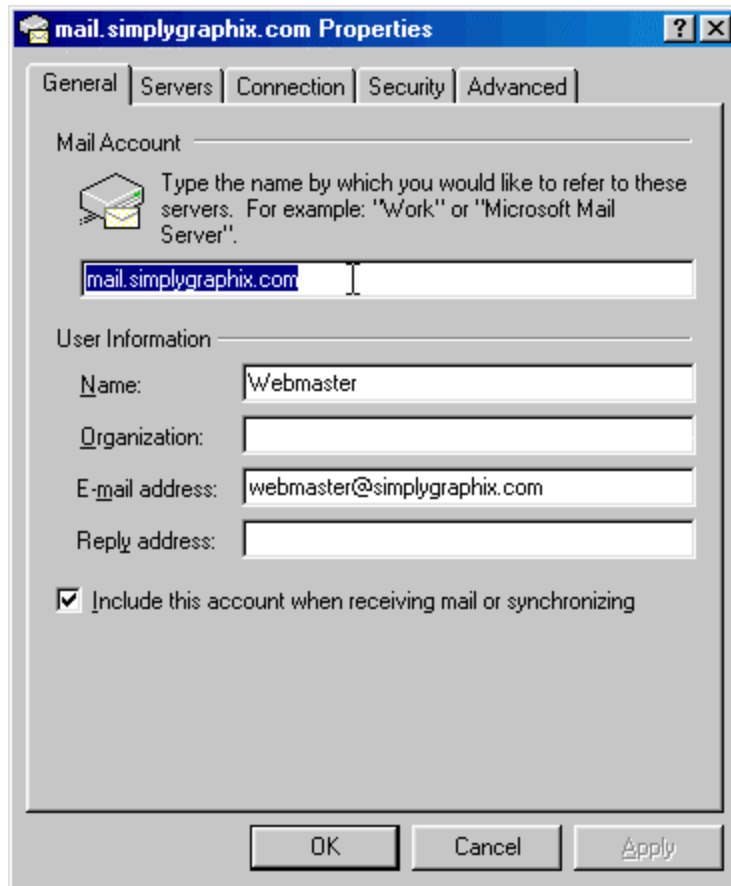 mail.simplygraphix.com Properties
General Servers Connection Security Advanced
Mail Account
Type the name by which you would like to refer to these
servers. For example: "Work" or "Microsoft Mail
Server".
mail.simplygraphix.com
User Information
Name: Webmaster
Organization:
E-mail address: webmaster@simplygraphix.com
Reply address:
Include this account when receiving mail or synchronizing
OK Cancel Apply